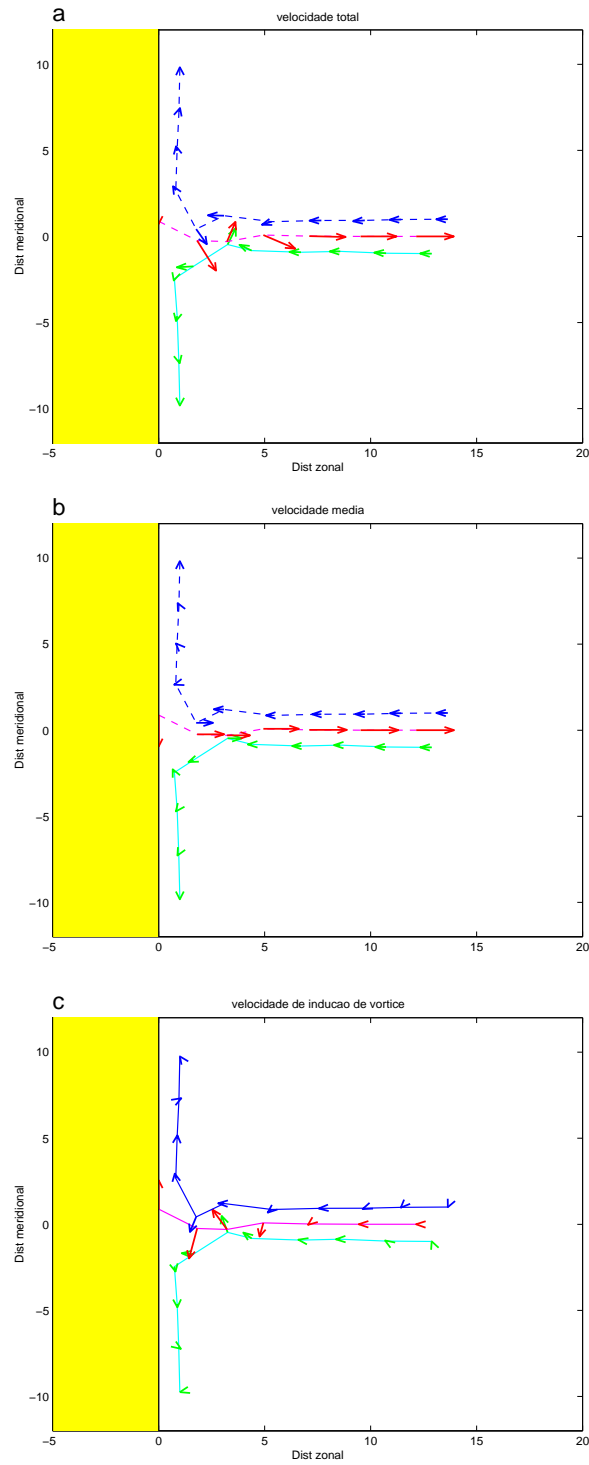 a
velocidade total
10
5
0
−5
−10
Dist meridional
−5 0 5 10 15 20
Dist zonal
b
velocidade media
10
5
0
−5
−10
Dist meridional
−5 0 5 10 15 20
Dist zonal
c
velocidade de inducao de vortice
10
5
0
−5
−10
Dist meridional
−5 0 5 10 15 20
Dist zonal